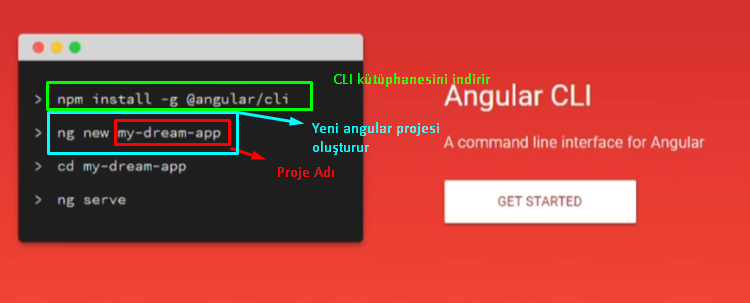 > npm install -g @angular/cli
CLI kütüphanesini indirir
> ng new my-dream-app
Yeni angular projesi
oluşturur
Proje Adı
> cd my-dream-app
> ng serve
Angular CLI
A command line interface for Angular
GET STARTED